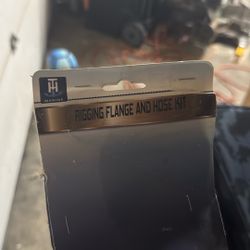 TH
MARINE
RIGGING FLANGE AND HOSE KIT